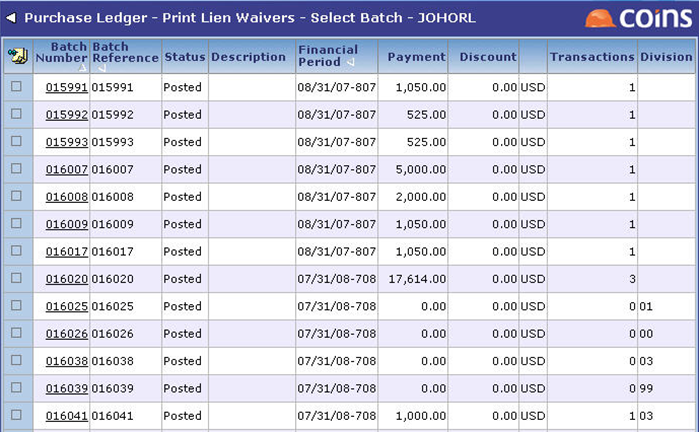 Purchase Ledger - Print Lien Waivers - Select Batch - JOHORL coins
Batch Number Batch Reference Status Description Financial Period Payment Discount Transactions Division
015991 015991 Posted 08/31/07-807 1,050.00 0.00 USD 1
015992 015992 Posted 08/31/07-807 525.00 0.00 USD 1
015993 015993 Posted 08/31/07-807 525.00 0.00 USD 1
016007 016007 Posted 08/31/07-807 5,000.00 0.00 USD 1
016008 016008 Posted 08/31/07-807 2,000.00 0.00 USD 1
016009 016009 Posted 08/31/07-807 1,050.00 0.00 USD 1
016017 016017 Posted 08/31/07-807 1,050.00 0.00 USD 1
016020 016020 Posted 07/31/08-708 17,614.00 0.00 USD 3
016025 016025 Posted 07/31/08-708 0.00 0.00 USD 0 01
016026 016026 Posted 07/31/08-708 0.00 0.00 USD 0 00
016038 016038 Posted 07/31/08-708 0.00 0.00 USD 0 03
016039 016039 Posted 07/31/08-708 0.00 0.00 USD 0 99
016041 016041 Posted 07/31/08-708 1,000.00 0.00 USD 1 03